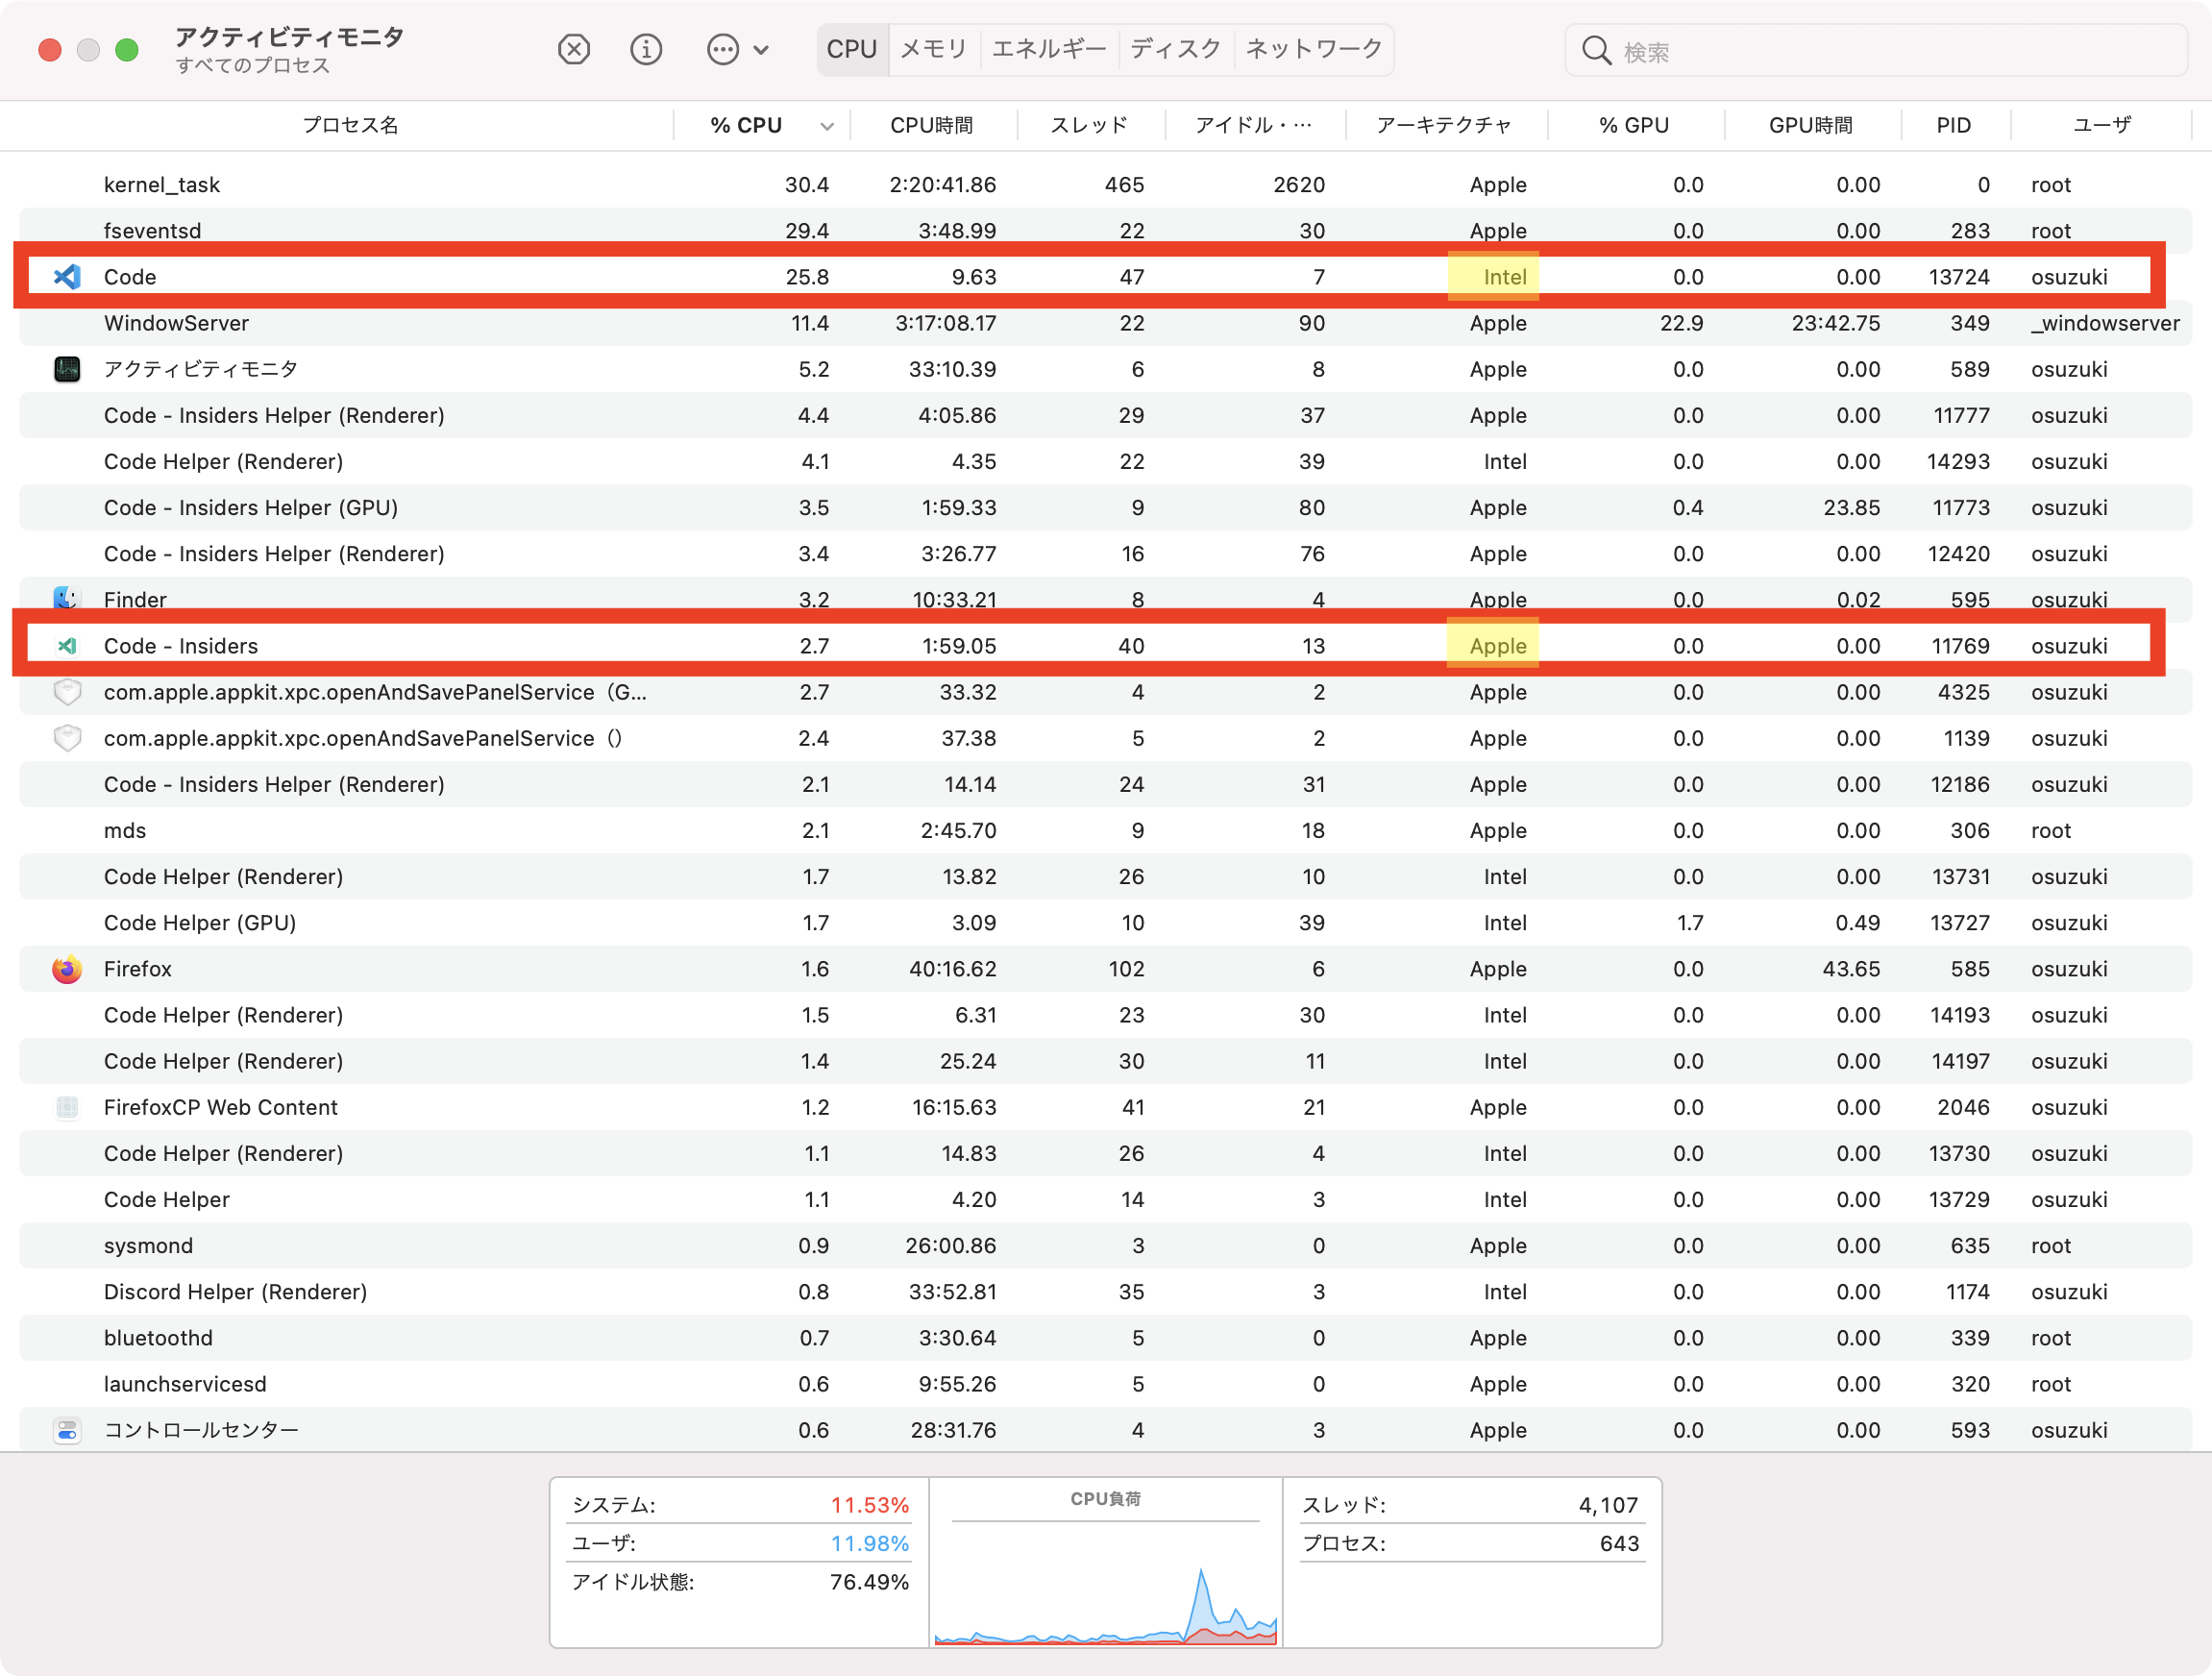 アクティビティモニタ
すべてのプロセス
CPU メモリ エネルギー ディスク ネットワーク
検索
プロセス名 % CPU CPU時間 スレッド アイドル・… アーキテクチャ % GPU GPU時間 PID ユーザ
kernel_task 30.4 2:20:41.86 465 2620 Apple 0.0 0.00 0 root
fseventsd 29.4 3:48.99 22 30 Apple 0.0 0.00 283 root
Code 25.8 9.63 47 7 Intel 0.0 0.00 13724 osuzuki
WindowServer 11.4 3:17:08.17 22 90 Apple 22.9 23:42.75 349 _windowserver
アクティビティモニタ 5.2 33:10.39 6 8 Apple 0.0 0.00 589 osuzuki
Code - Insiders Helper (Renderer) 4.4 4:05.86 29 37 Apple 0.0 0.00 11777 osuzuki
Code Helper (Renderer) 4.1 4.35 22 39 Intel 0.0 0.00 14293 osuzuki
Code - Insiders Helper (GPU) 3.5 1:59.33 9 80 Apple 0.4 23.85 11773 osuzuki
Code - Insiders Helper (Renderer) 3.4 3:26.77 16 76 Apple 0.0 0.00 12420 osuzuki
Finder 3.2 10:33.21 8 4 Apple 0.0 0.02 595 osuzuki
Code - Insiders 2.7 1:59.05 40 13 Apple 0.0 0.00 11769 osuzuki
com.apple.appkit.xpc.openAndSavePanelService（G... 2.7 33.32 4 2 Apple 0.0 0.00 4325 osuzuki
com.apple.appkit.xpc.openAndSavePanelService（） 2.4 37.38 5 2 Apple 0.0 0.00 1139 osuzuki
Code - Insiders Helper (Renderer) 2.1 14.14 24 31 Apple 0.0 0.00 12186 osuzuki
mds 2.1 2:45.70 9 18 Apple 0.0 0.00 306 root
Code Helper (Renderer) 1.7 13.82 26 10 Intel 0.0 0.00 13731 osuzuki
Code Helper (GPU) 1.7 3.09 10 39 Intel 1.7 0.49 13727 osuzuki
Firefox 1.6 40:16.62 102 6 Apple 0.0 43.65 585 osuzuki
Code Helper (Renderer) 1.5 6.31 23 30 Intel 0.0 0.00 14193 osuzuki
Code Helper (Renderer) 1.4 25.24 30 11 Intel 0.0 0.00 14197 osuzuki
FirefoxCP Web Content 1.2 16:15.63 41 21 Apple 0.0 0.00 2046 osuzuki
Code Helper (Renderer) 1.1 14.83 26 4 Intel 0.0 0.00 13730 osuzuki
Code Helper 1.1 4.20 14 3 Intel 0.0 0.00 13729 osuzuki
sysmond 0.9 26:00.86 3 0 Apple 0.0 0.00 635 root
Discord Helper (Renderer) 0.8 33:52.81 35 3 Intel 0.0 0.00 1174 osuzuki
bluetoothd 0.7 3:30.64 5 0 Apple 0.0 0.00 339 root
launchservicesd 0.6 9:55.26 5 0 Apple 0.0 0.00 320 root
コントロールセンター 0.6 28:31.76 4 3 Apple 0.0 0.00 593 osuzuki
システム: 11.53%
ユーザ: 11.98%
アイドル状態: 76.49%
CPU負荷
スレッド: 4,107
プロセス: 643